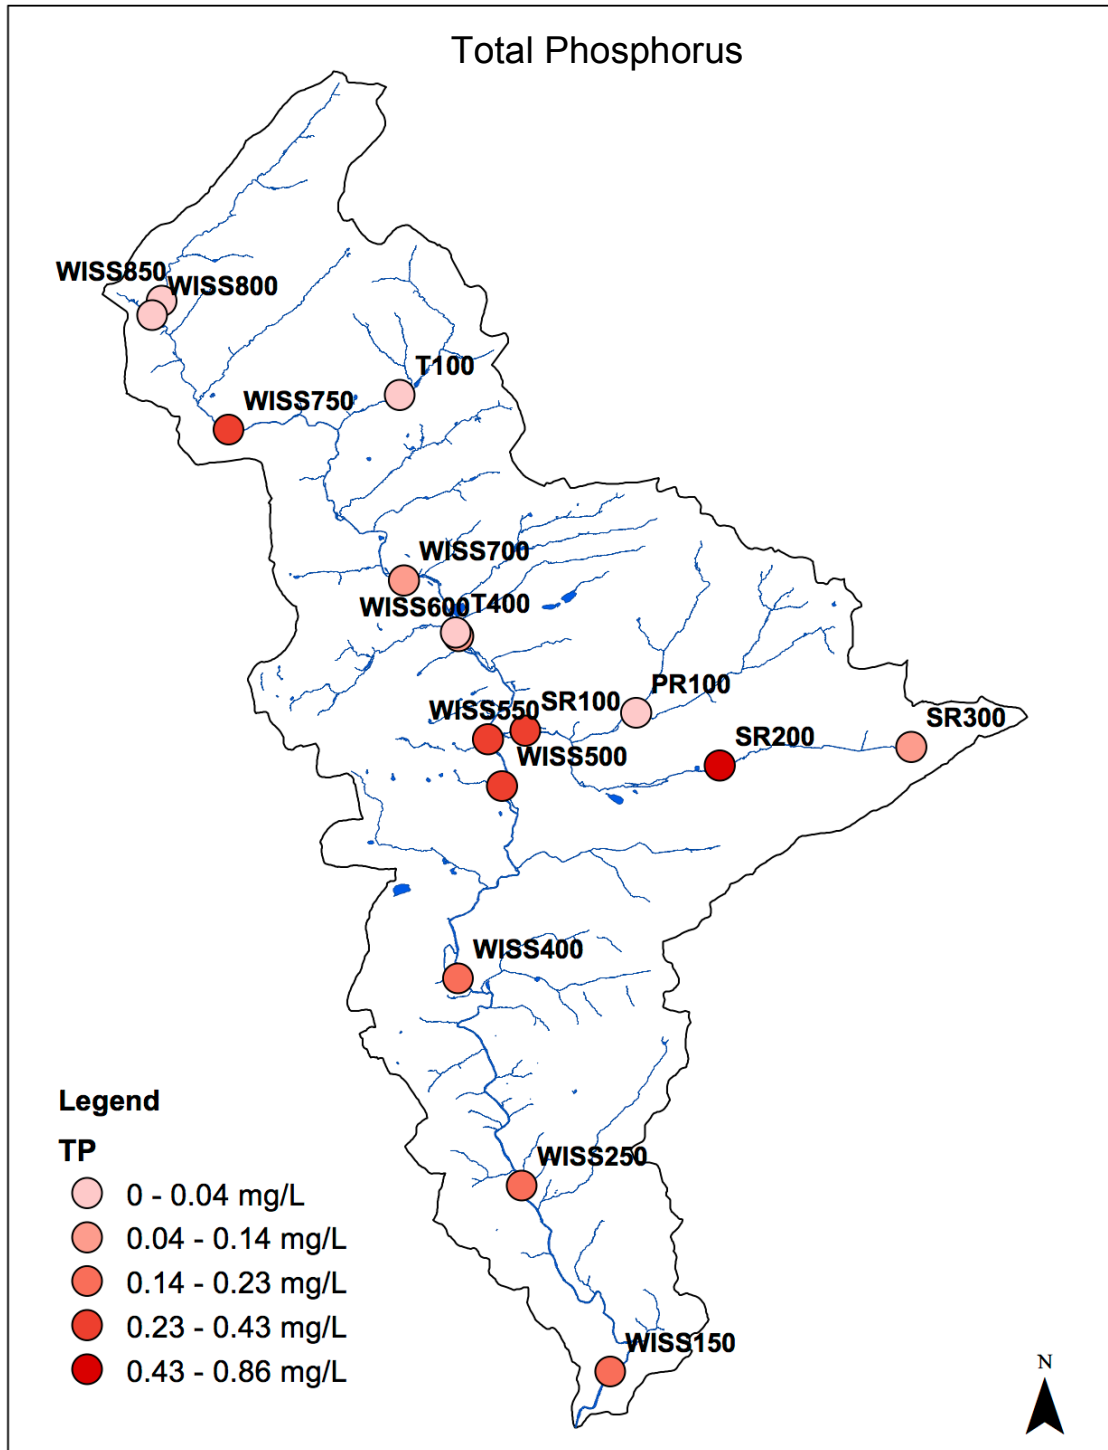 Total Phosphorus
WISS850
WISS800
T100
WISS750
WISS700
WISS600
T400
PR100
SR100
WISS550
SR300
SR200
WISS500
WISS400
WISS250
WISS150
Legend
TP
0 - 0.04 mg/L
0.04 - 0.14 mg/L
0.14 - 0.23 mg/L
0.23 - 0.43 mg/L
0.43 - 0.86 mg/L
N